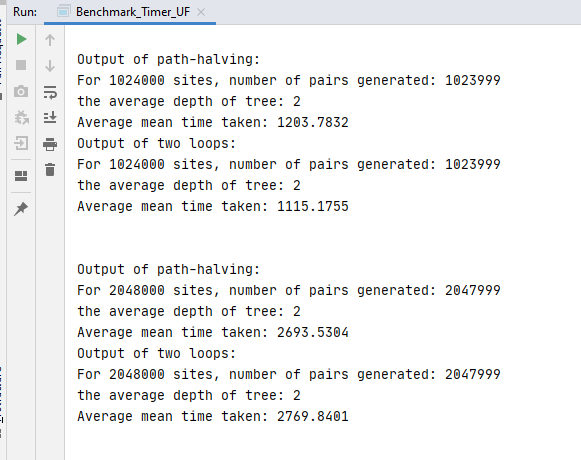 Run: Benchmark_Timer_UF
Output of path-halving:
For 1024000 sites, number of pairs generated: 1023999
the average depth of tree: 2
Average mean time taken: 1203.7832
Output of two loops:
For 1024000 sites, number of pairs generated: 1023999
the average depth of tree: 2
Average mean time taken: 1115.1755
Output of path-halving:
For 2048000 sites, number of pairs generated: 2047999
the average depth of tree: 2
Average mean time taken: 2693.5304
Output of two loops:
For 2048000 sites, number of pairs generated: 2047999
the average depth of tree: 2
Average mean time taken: 2769.8401